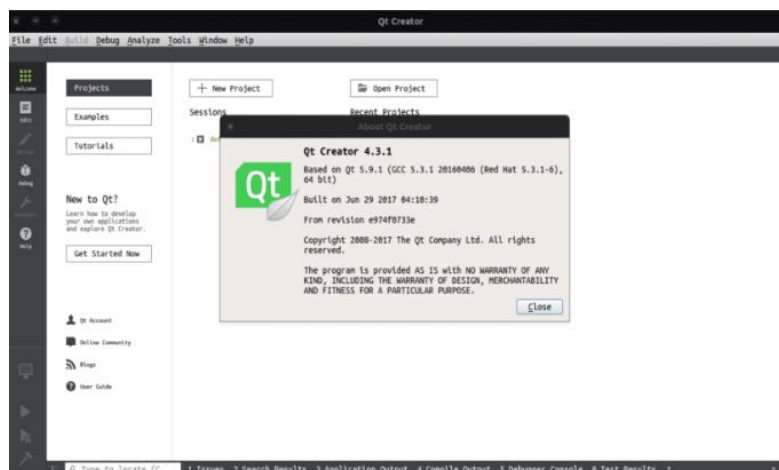 Qt Creator
File Edit Build Debug Analyze Tools Window Help
Welcome
Projects
New Project
Open Project
Edit
Examples
Sessions
Recent Projects
About Qt Creator
Tutorials
Qt
Qt Creator 4.3.1
Based on Qt 5.9.1 (GCC 5.3.1 20160406 (Red Hat 5.3.1-6),
64 bit)
Built on Jun 29 2017 04:10:39
From revision e974f0733e
Copyright 2008-2017 The Qt Company Ltd. All rights
reserved.
The program is provided AS IS with NO WARRANTY OF ANY
KIND, INCLUDING THE WARRANTY OF DESIGN, MERCHANTABILITY
AND FITNESS FOR A PARTICULAR PURPOSE.
Close
Debug
Help
New to Qt?
Learn how to develop
your own applications
and explore Qt Creator.
Get Started Now
Qt Account
Online Community
Blogs
User Guide
Type to locate (C
1 Issues 2 Search Results 3 Application Output 4 Compile Output 5 Debugger Console 8 Test Results